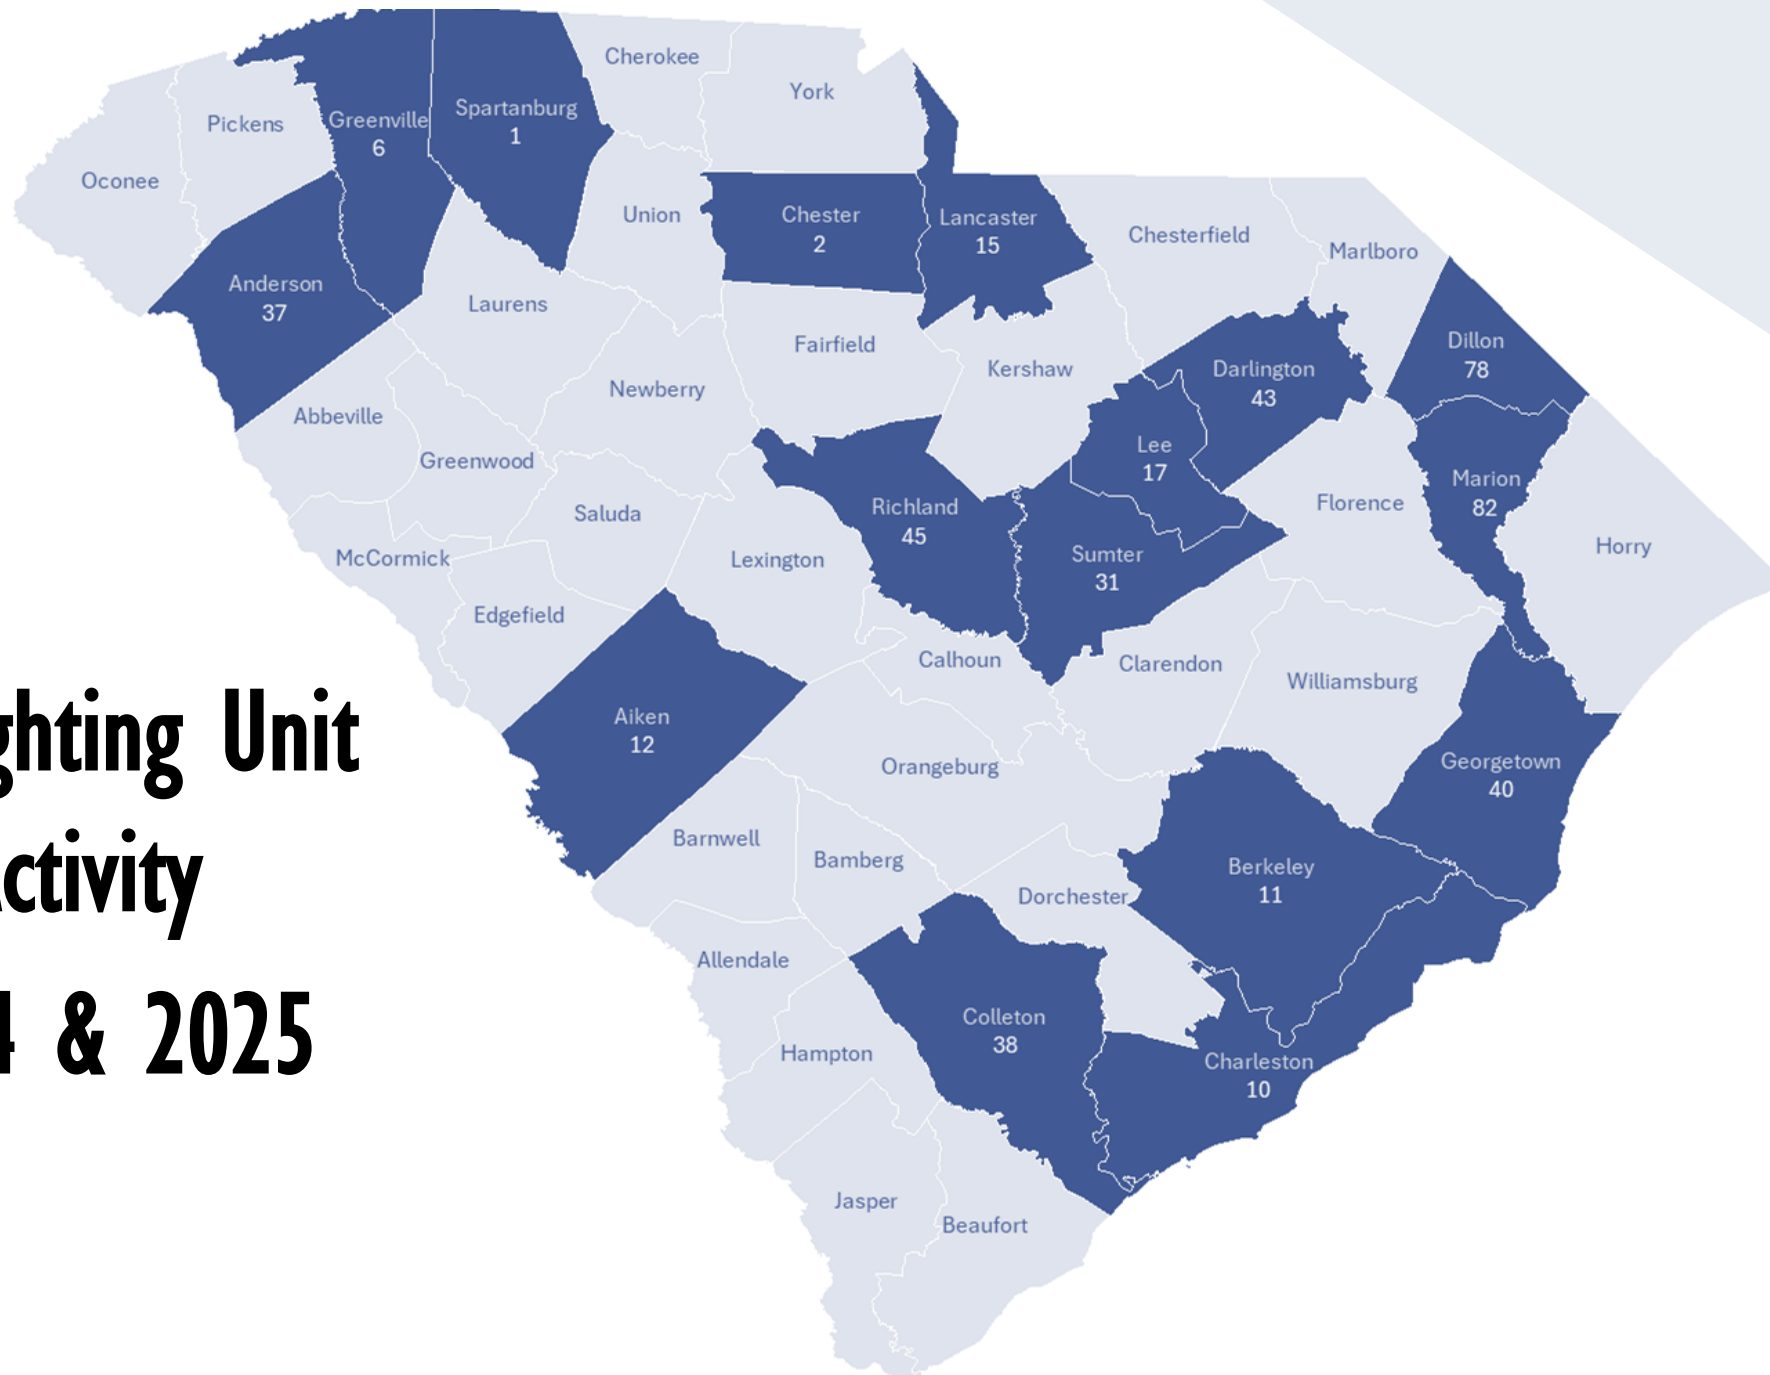 Cherokee
York
Spartanburg
1
Greenville
6
Pickens
Oconee
Union
Chester
2
Lancaster
15
Chesterfield
Marlboro
Anderson
37
Laurens
Fairfield
Kershaw
Darlington
43
Dillon
78
Newberry
Abbeville
Greenwood
Lee
17
Marion
82
Saluda
Richland
45
Florence
Sumter
31
Horry
McCormick
Lexington
Edgefield
Calhoun
Clarendon
Williamsburg
Aiken
12
Orangeburg
Georgetown
40
Barnwell
Bamberg
Dorchester
Berkeley
11
Allendale
Hampton
Colleton
38
Charleston
10
Jasper
Beaufort
ghting Unit
ctivity
4 & 2025